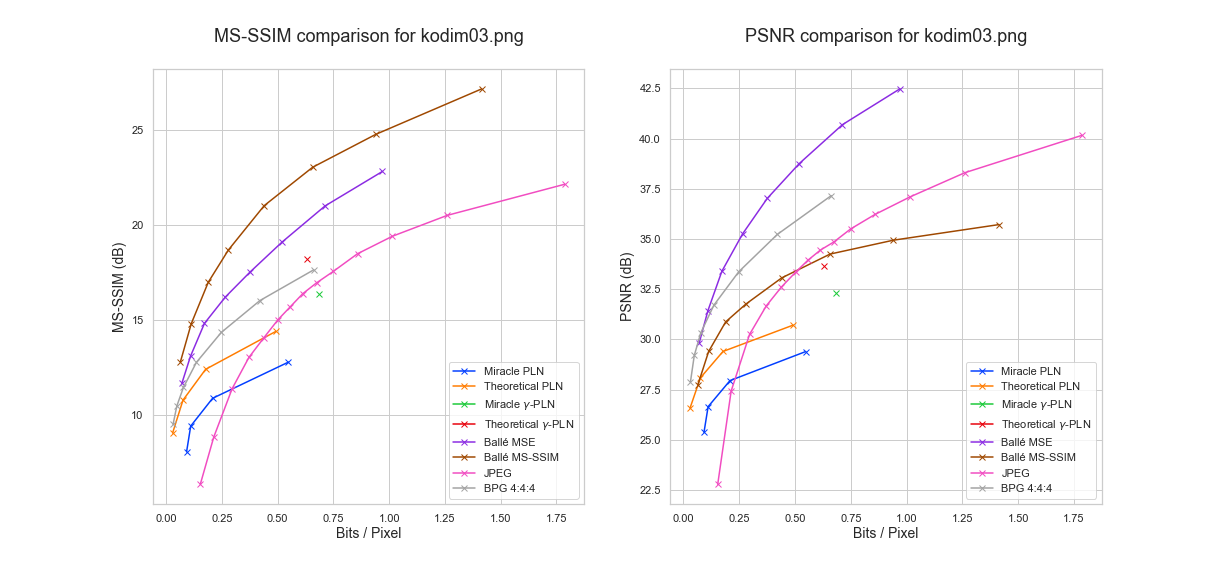 MS-SSIM comparison for kodim03.png
MS-SSIM (dB)
25
20
15
10
0.00 0.25 0.50 0.75 1.00 1.25 1.50 1.75
Bits / Pixel
Miracle PLN
Theoretical PLN
Miracle γ-PLN
Theoretical γ-PLN
Ballé MSE
Ballé MS-SSIM
JPEG
BPG 4:4:4
PSNR comparison for kodim03.png
PSNR (dB)
42.5
40.0
37.5
35.0
32.5
30.0
27.5
25.0
22.5
0.00 0.25 0.50 0.75 1.00 1.25 1.50 1.75
Bits / Pixel
Miracle PLN
Theoretical PLN
Miracle γ-PLN
Theoretical γ-PLN
Ballé MSE
Ballé MS-SSIM
JPEG
BPG 4:4:4